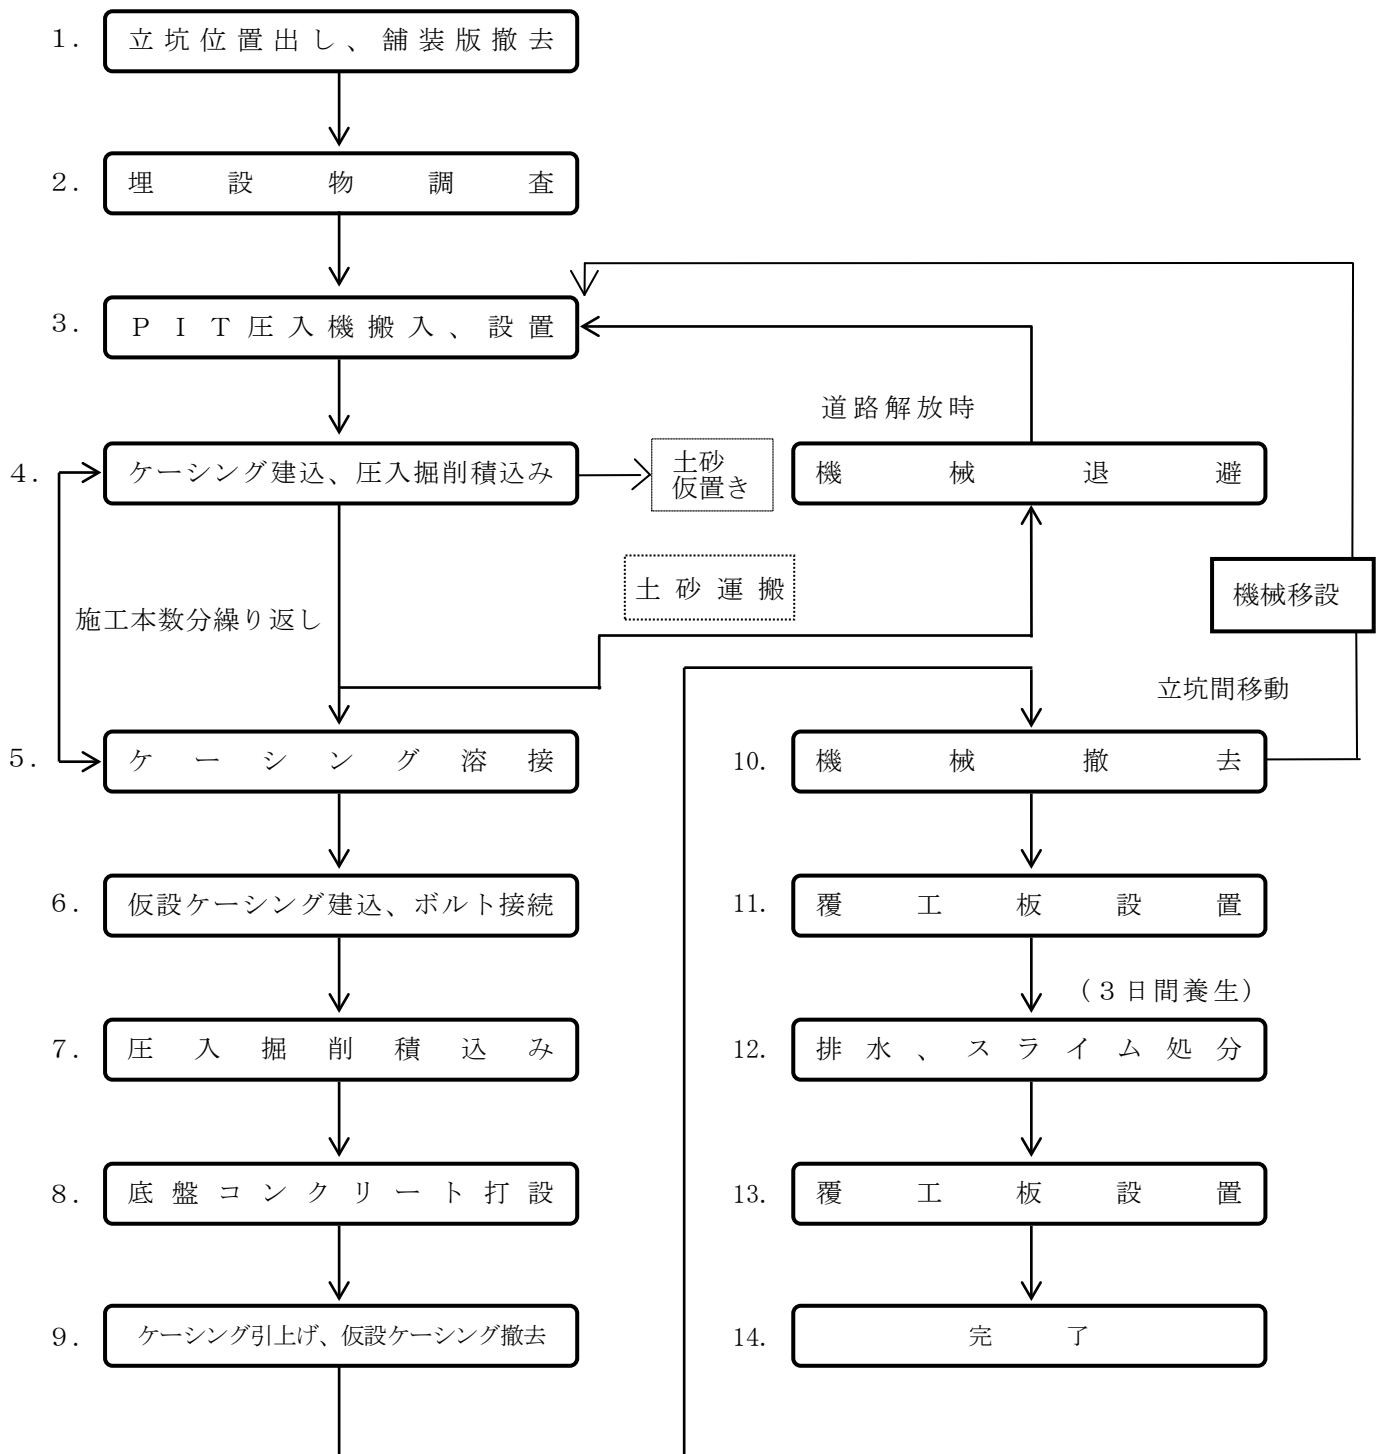 1. 立坑位置出し、舗装版撤去
2. 埋設物調査
3. ＰＩＴ圧入機搬入、設置
道路解放時
4. ケーシング建込、圧入掘削積込み
土砂
仮置き
機械退避
土砂運搬
機械移設
施工本数分繰り返し
立坑間移動
5. ケーシング溶接
10. 機械撤去
6. 仮設ケーシング建込、ボルト接続
11. 覆工板設置
（３日間養生）
7. 圧入掘削積込み
12. 排水、スライム処分
8. 底盤コンクリート打設
13. 覆工板設置
9. ケーシング引上げ、仮設ケーシング撤去
14. 完了